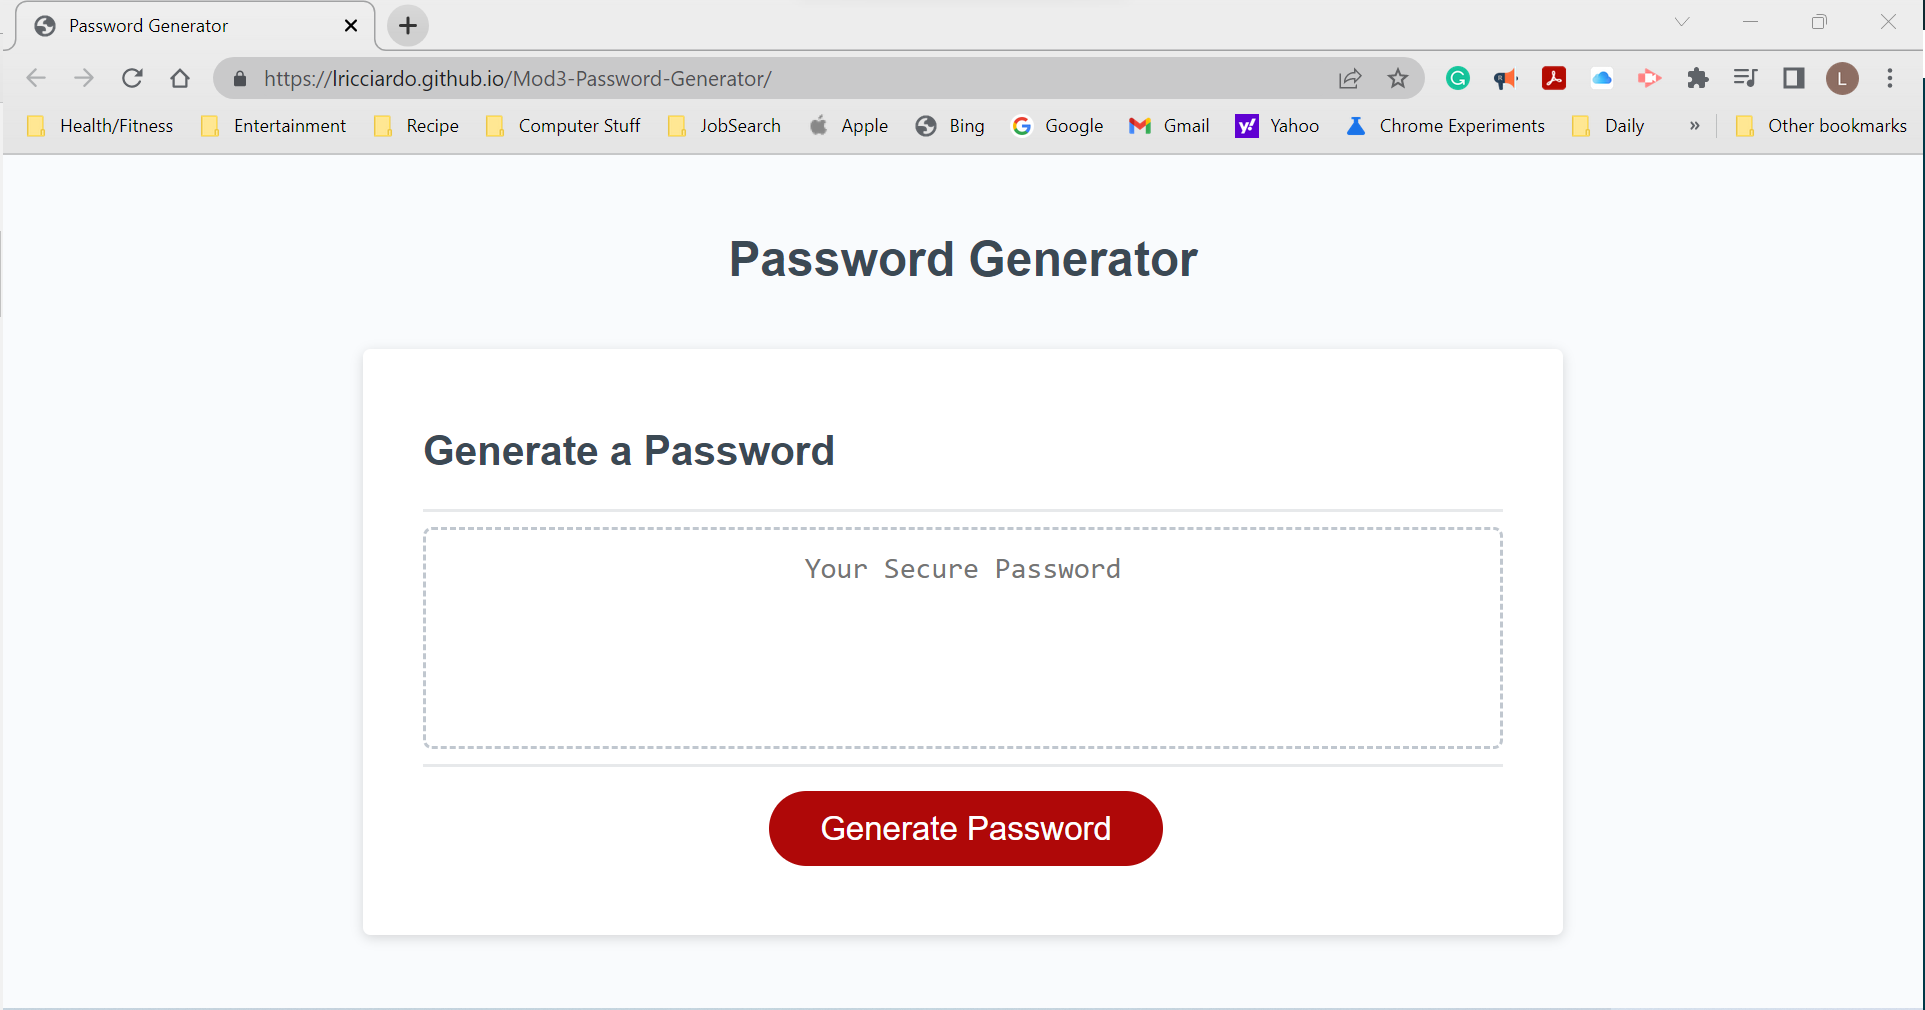 Password Generator
https://lricciardo.github.io/Mod3-Password-Generator/
L
Health/Fitness Entertainment Recipe Computer Stuff JobSearch Apple Bing Google Gmail Yahoo Chrome Experiments Daily » Other bookmarks
Password Generator
Generate a Password
Your Secure Password
Generate Password